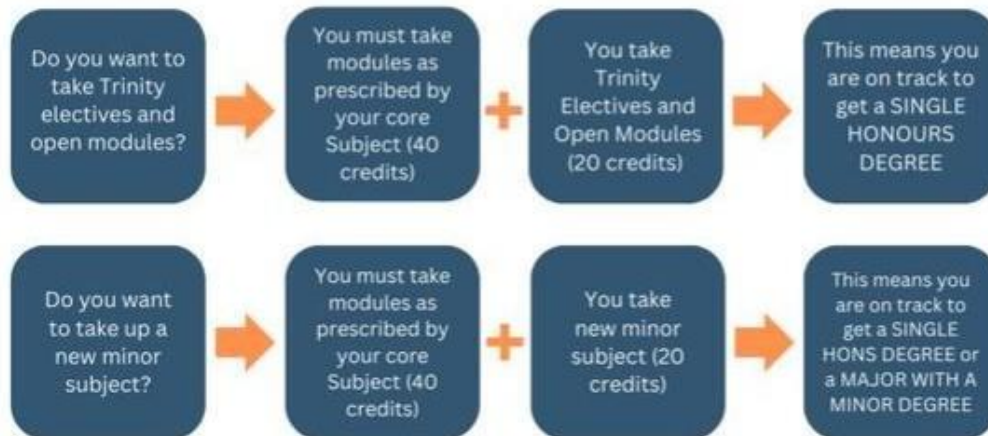 Do you want to
take Trinity
electives and
open modules?
You must take
modules as
prescribed by
your core
Subject (40
credits)
+
You take
Trinity
Electives and
Open Modules
(20 credits)
This means you
are on track to
get a SINGLE
HONOURS
DEGREE
Do you want
to take up a
new minor
subject?
You must take
modules as
prescribed by
your core
Subject (40
credits)
+
You take
new minor
subject (20
credits)
This means you
are on track to
get a SINGLE
HONS DEGREE or
a MAJOR WITH A
MINOR DEGREE